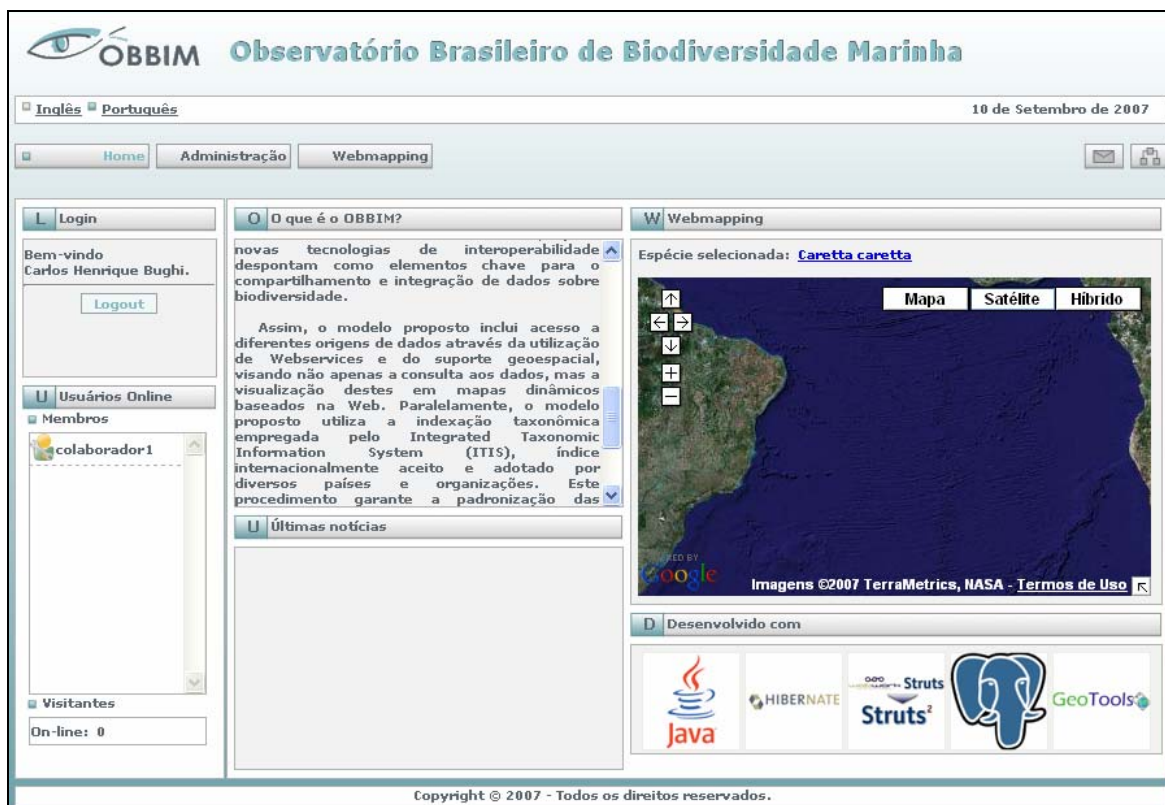 OBBIM Observatório Brasileiro de Biodiversidade Marinha
Inglês Português
10 de Setembro de 2007
Home Administração Webmapping
L Login
Bem-vindo
Carlos Henrique Bughi.
Logout
U Usuários Online
Membros
colaborador1
Visitantes
On-line: 0
O O que é o OBBIM?
novas tecnologias de interoperabilidade
despontam como elementos chave para o
compartilhamento e integração de dados sobre
biodiversidade.
Assim, o modelo proposto inclui acesso a
diferentes origens de dados através da utilização
de Webservices e do suporte geoespacial,
visando não apenas a consulta aos dados, mas a
visualização destes em mapas dinâmicos
baseados na Web. Paralelamente, o modelo
proposto utiliza a indexação taxonômica
empregada pelo Integrated Taxonomic
Information System (ITIS), índice
internacionalmente aceito e adotado por
diversos países e organizações. Este
procedimento garante a padronização das
U Últimas notícias
W Webmapping
Espécie selecionada: Caretta caretta
Mapa Satélite Híbrido
Google
Imagens ©2007 TerraMetrics, NASA - Termos de Uso
D Desenvolvido com
Java
HIBERNATE
Struts
Struts²
GeoTools
Copyright © 2007 - Todos os direitos reservados.